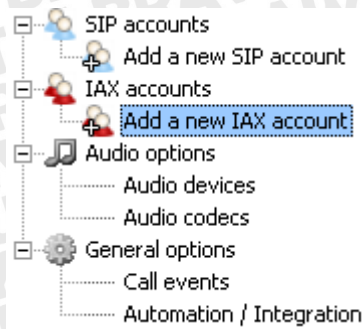 SIP accounts
Add a new SIP account
IAX accounts
Add a new IAX account
Audio options
Audio devices
Audio codecs
General options
Call events
Automation / Integration